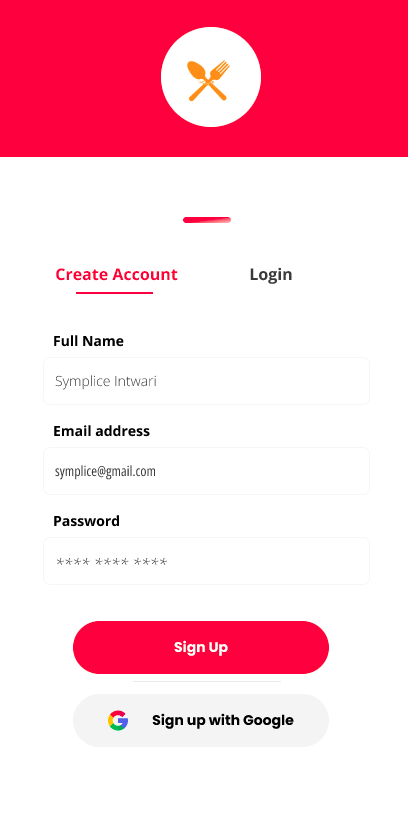 Create Account Login
Full Name
Symplice Intwari
Email address
symplice@gmail.com
Password
**** **** ****
Sign Up
Sign up with Google